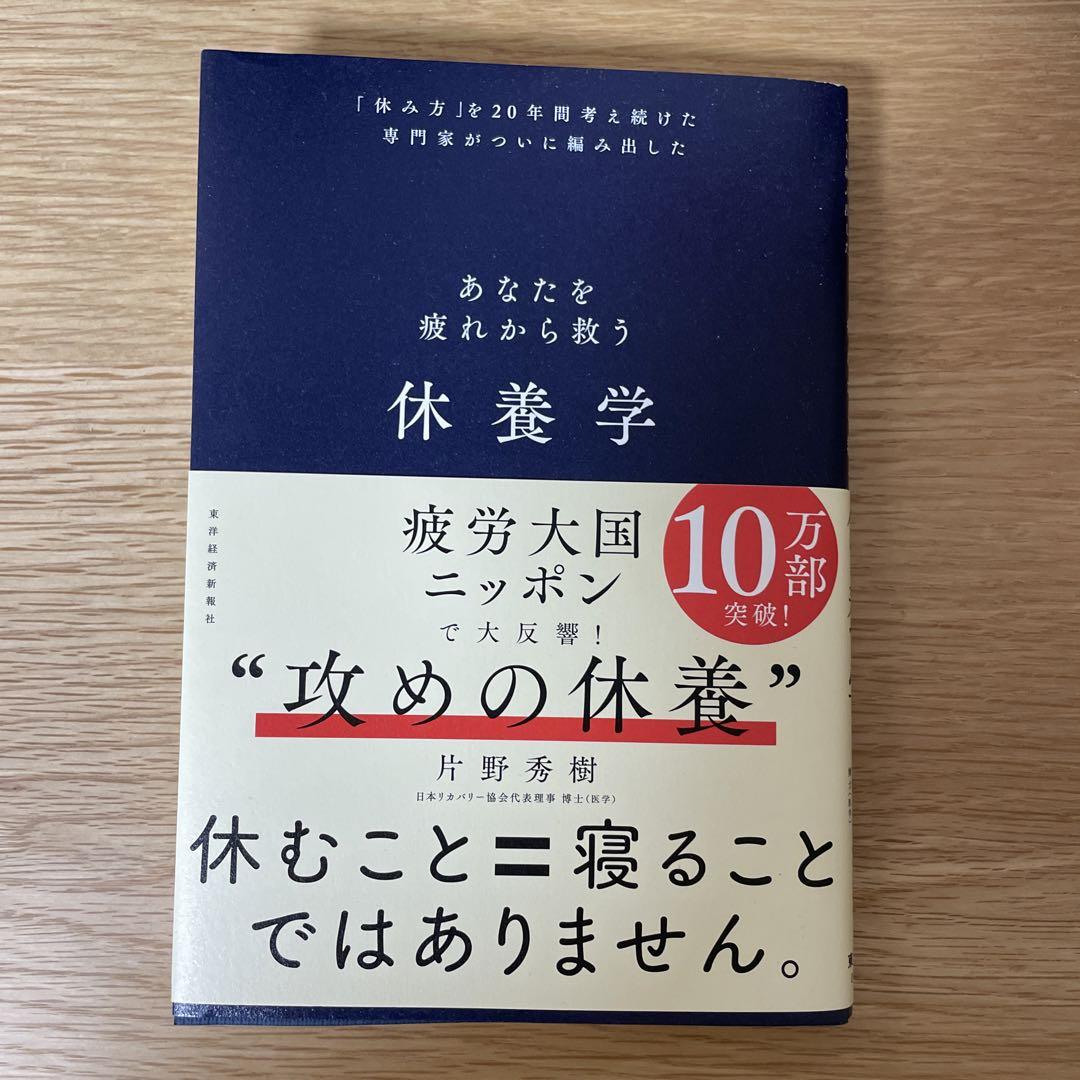 「休み方」を20年間考え続けた
専門家がついに編み出した
あなたを
疲れから救う
休養学
東洋経済新報社
疲労大国
ニッポン
で大反響！
10万部
突破！
“攻めの休養”
片野秀樹
日本リカバリー協会代表理事 博士（医学）
休むこと＝寝ること
ではありません。